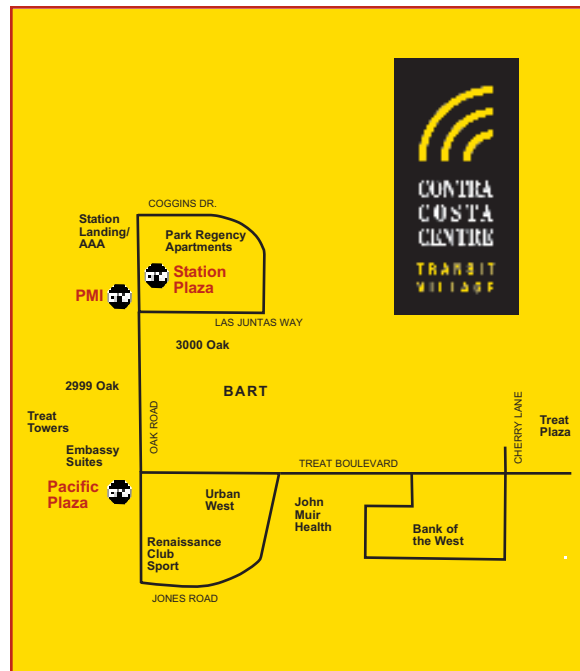 CONTRA
COSTA
CENTRE
TRANSIT
VILLAGE
COGGINS DR.
Station
Landing/
AAA
Park Regency
Apartments
Station
Plaza
PMI
LAS JUNTAS WAY
3000 Oak
2999 Oak
BART
OAK ROAD
CHERRY LANE
Treat
Towers
Treat
Plaza
Embassy
Suites
TREAT BOULEVARD
Pacific
Plaza
Urban
West
John
Muir
Health
Bank of
the West
Renaissance
Club
Sport
JONES ROAD